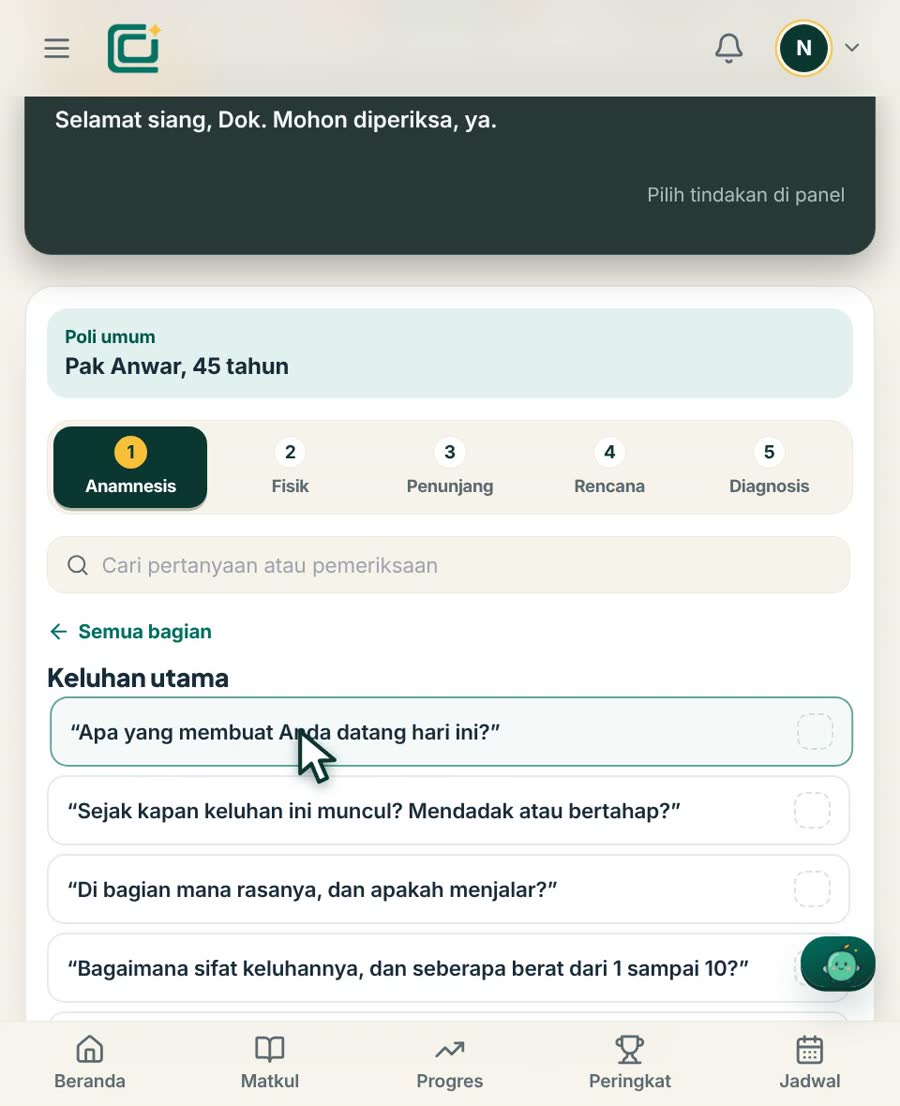 N
Selamat siang, Dok. Mohon diperiksa, ya.
Pilih tindakan di panel
Poli umum
Pak Anwar, 45 tahun
1
Anamnesis
2
Fisik
3
Penunjang
4
Rencana
5
Diagnosis
Cari pertanyaan atau pemeriksaan
Semua bagian
Keluhan utama
“Apa yang membuat Anda datang hari ini?”
“Sejak kapan keluhan ini muncul? Mendadak atau bertahap?”
“Di bagian mana rasanya, dan apakah menjalar?”
“Bagaimana sifat keluhannya, dan seberapa berat dari 1 sampai 10?”
Beranda
Matkul
Progres
Peringkat
Jadwal